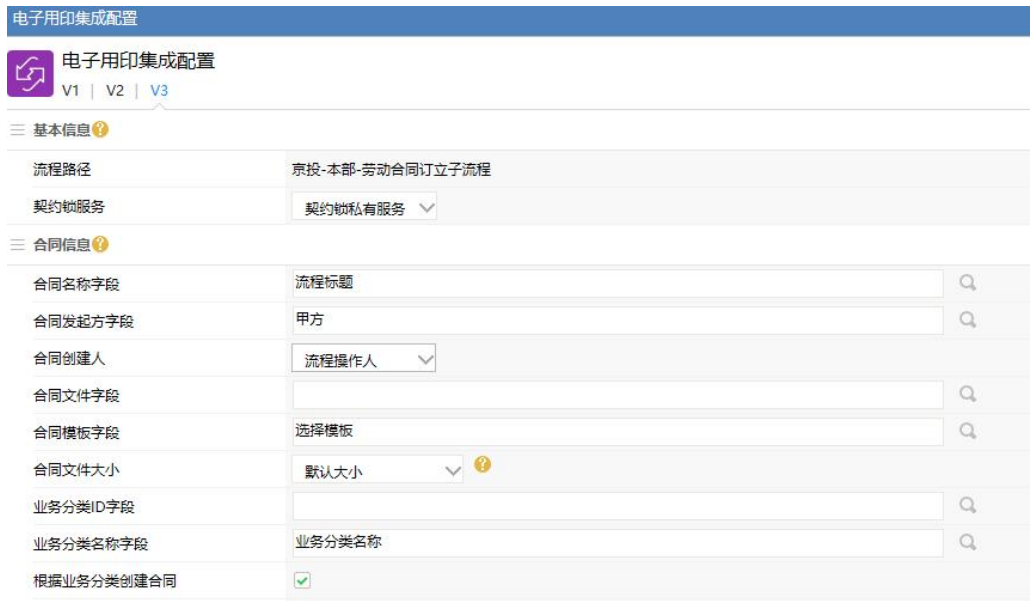 电子用印集成配置
电子用印集成配置
V1 | V2 | V3
基本信息?
流程路径 京投-本部-劳动合同订立子流程
契约锁服务 契约锁私有服务
合同信息?
合同名称字段 流程标题
合同发起方字段 甲方
合同创建人 流程操作人
合同文件字段
合同模板字段 选择模板
合同文件大小 默认大小 ?
业务分类ID字段
业务分类名称字段 业务分类名称
根据业务分类创建合同